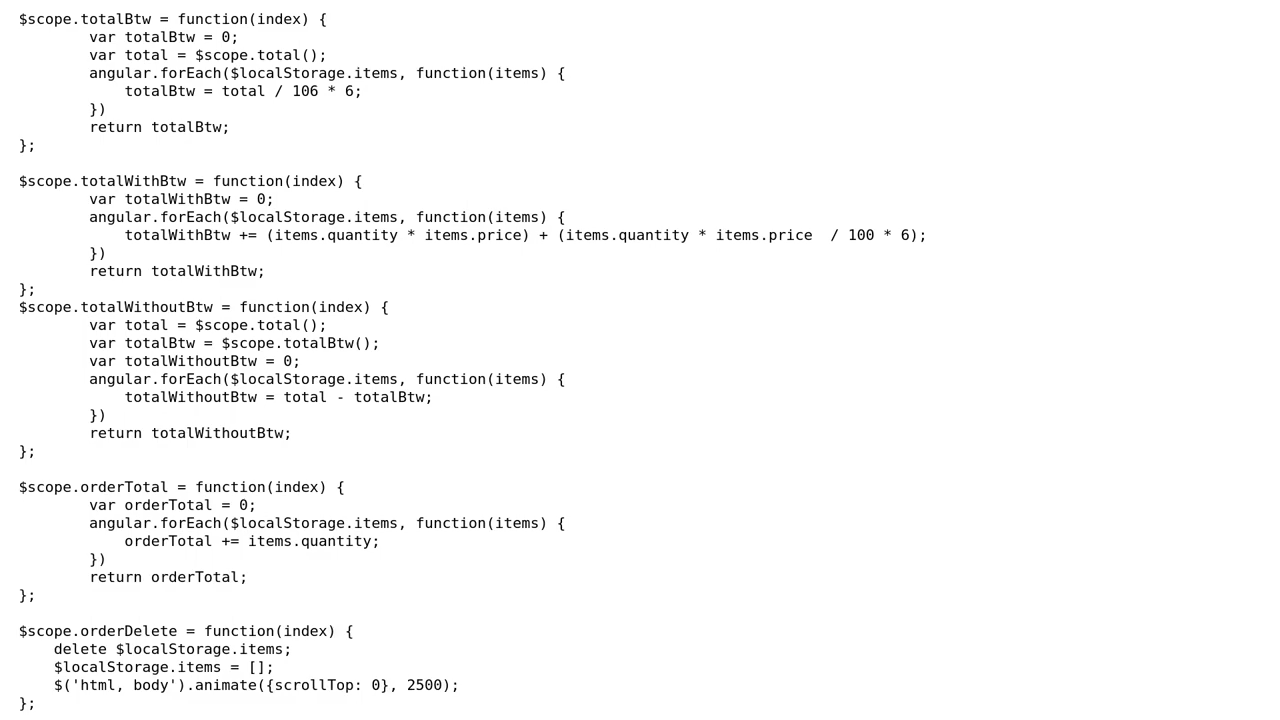 $scope.totalBtw = function(index) {
        var totalBtw = 0;
        var total = $scope.total();
        angular.forEach($localStorage.items, function(items) {
            totalBtw = total / 106 * 6;
        })
        return totalBtw;
};

$scope.totalWithBtw = function(index) {
        var totalWithBtw = 0;
        angular.forEach($localStorage.items, function(items) {
            totalWithBtw += (items.quantity * items.price) + (items.quantity * items.price  / 100 * 6);
        })
        return totalWithBtw;
};
$scope.totalWithoutBtw = function(index) {
        var total = $scope.total();
        var totalBtw = $scope.totalBtw();
        var totalWithoutBtw = 0;
        angular.forEach($localStorage.items, function(items) {
            totalWithoutBtw = total - totalBtw;
        })
        return totalWithoutBtw;
};

$scope.orderTotal = function(index) {
        var orderTotal = 0;
        angular.forEach($localStorage.items, function(items) {
            orderTotal += items.quantity;
        })
        return orderTotal;
};

$scope.orderDelete = function(index) {
    delete $localStorage.items;
    $localStorage.items = [];
    $('html, body').animate({scrollTop: 0}, 2500);
};